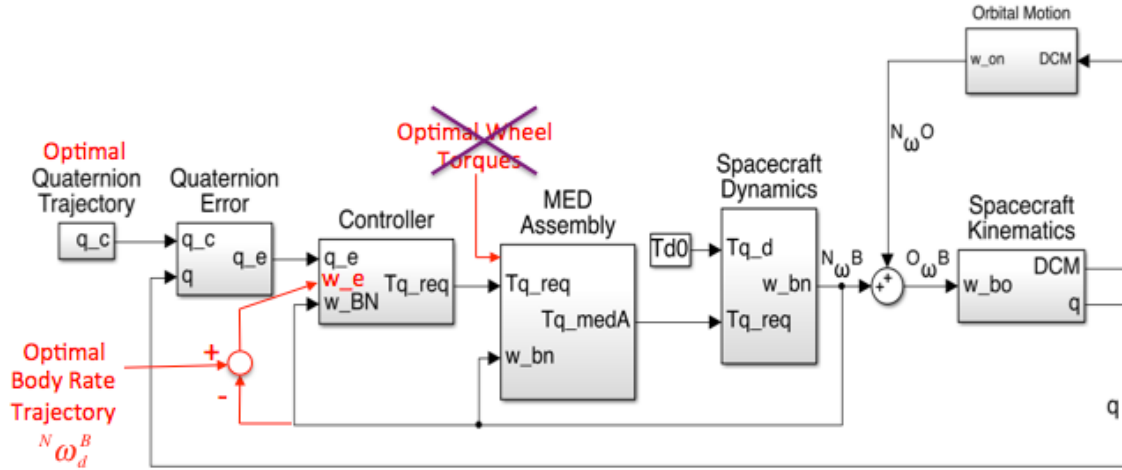 Orbital Motion
w_on
DCM
Optimal Wheel
Torques
ᴺωᴼ
Optimal
Quaternion
Trajectory
q_c
Quaternion
Error
q_c
q_e
q
Controller
q_e
w_e
Tq_req
w_BN
MED
Assembly
Tq_req
Tq_medA
w_bn
Td0
Spacecraft
Dynamics
Tq_d
w_bn
Tq_req
ᴺωᴮ
+
+
ᴼωᴮ
Spacecraft
Kinematics
DCM
w_bo
q
+
-
Optimal
Body Rate
Trajectory
ᴺω_dᴮ
q